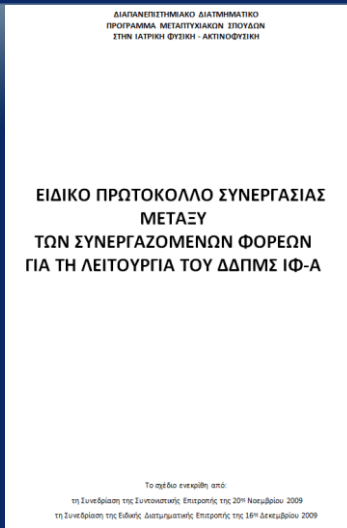 ΔΙΑΠΑΝΕΠΙΣΤΗΜΙΑΚΟ ΔΙΑΤΜΗΜΑΤΙΚΟ
ΠΡΟΓΡΑΜΜΑ ΜΕΤΑΠΤΥΧΙΑΚΩΝ ΣΠΟΥΔΩΝ
ΣΤΗΝ ΙΑΤΡΙΚΗ ΦΥΣΙΚΗ - ΑΚΤΙΝΟΦΥΣΙΚΗ
ΕΙΔΙΚΟ ΠΡΩΤΟΚΟΛΛΟ ΣΥΝΕΡΓΑΣΙΑΣ
ΜΕΤΑΞΥ
ΤΩΝ ΣΥΝΕΡΓΑΖΟΜΕΝΩΝ ΦΟΡΕΩΝ
ΓΙΑ ΤΗ ΛΕΙΤΟΥΡΓΙΑ ΤΟΥ ΔΔΠΜΣ ΙΦ-Α
Το σχέδιο ενεκρίθη από:
τη Συνεδρίαση της Συντονιστικής Επιτροπής της 20ης Νοεμβρίου 2009
τη Συνεδρίαση της Ειδικής Διατμηματικής Επιτροπής της 16ης Δεκεμβρίου 2009